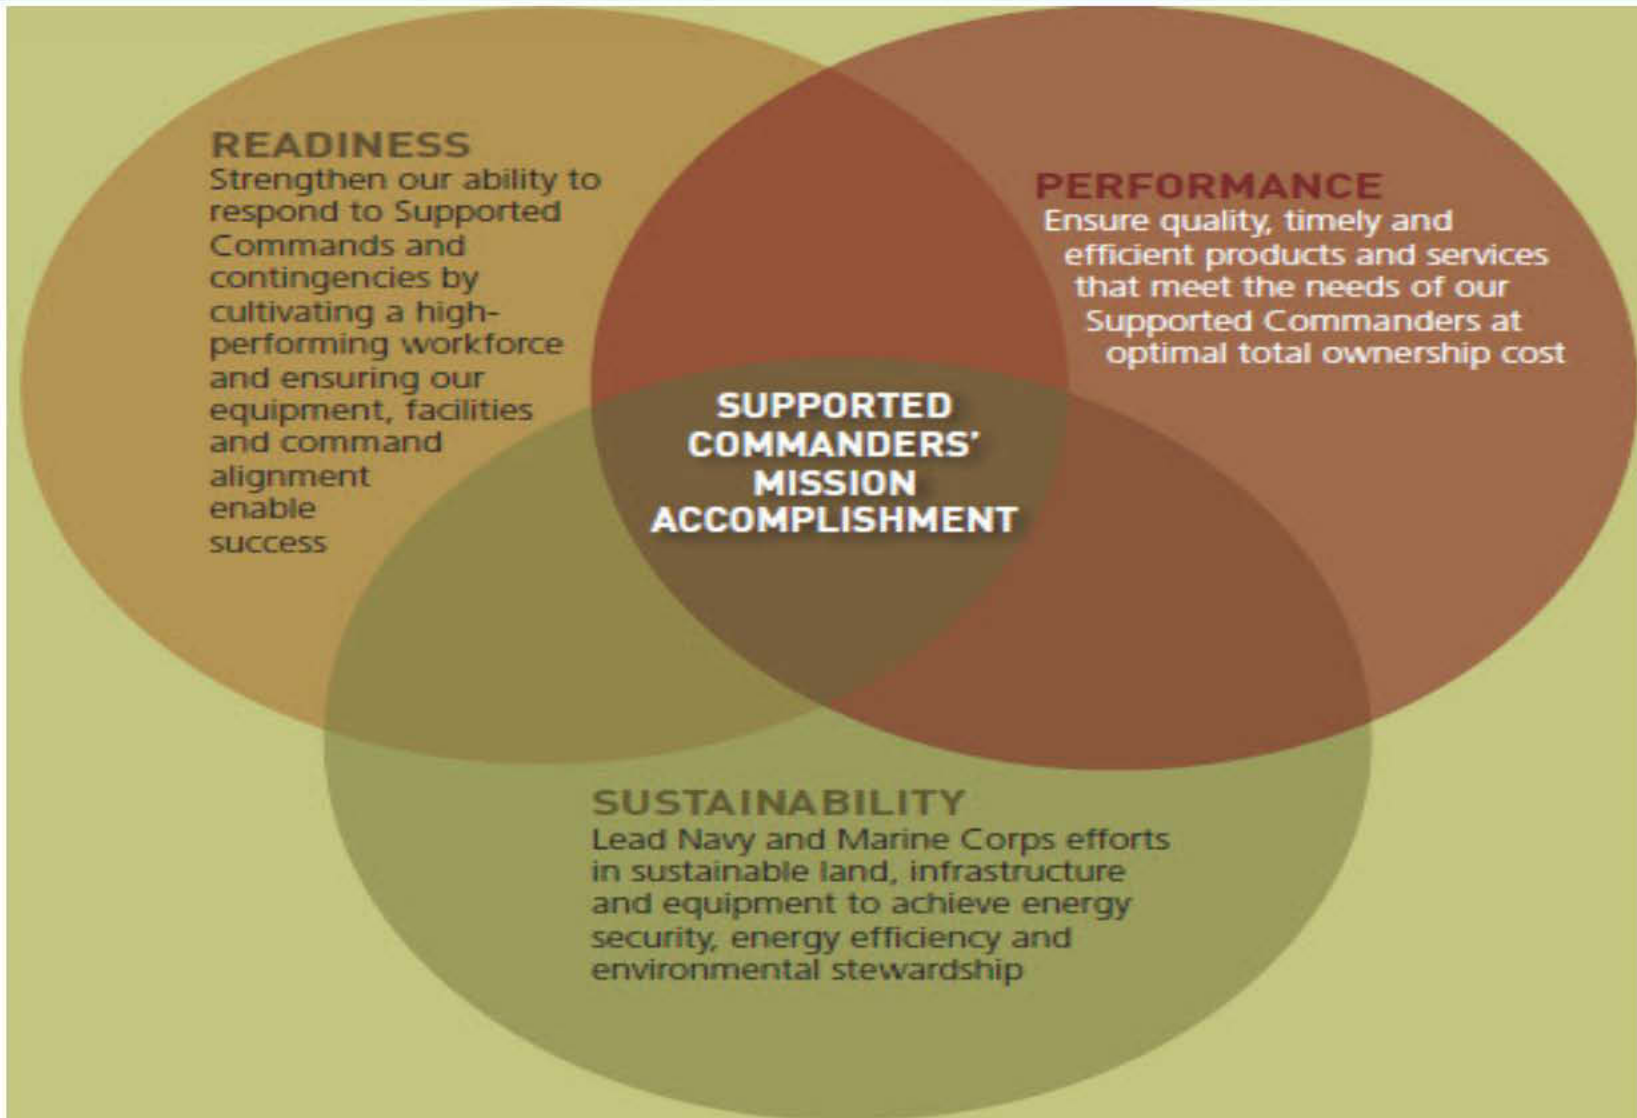 READINESS
Strengthen our ability to
respond to Supported
Commands and
contingencies by
cultivating a high-
performing workforce
and ensuring our
equipment, facilities
and command
alignment
enable
success
PERFORMANCE
Ensure quality, timely and
efficient products and services
that meet the needs of our
Supported Commanders at
optimal total ownership cost
SUPPORTED
COMMANDERS’
MISSION
ACCOMPLISHMENT
SUSTAINABILITY
Lead Navy and Marine Corps efforts
in sustainable land, infrastructure
and equipment to achieve energy
security, energy efficiency and
environmental stewardship